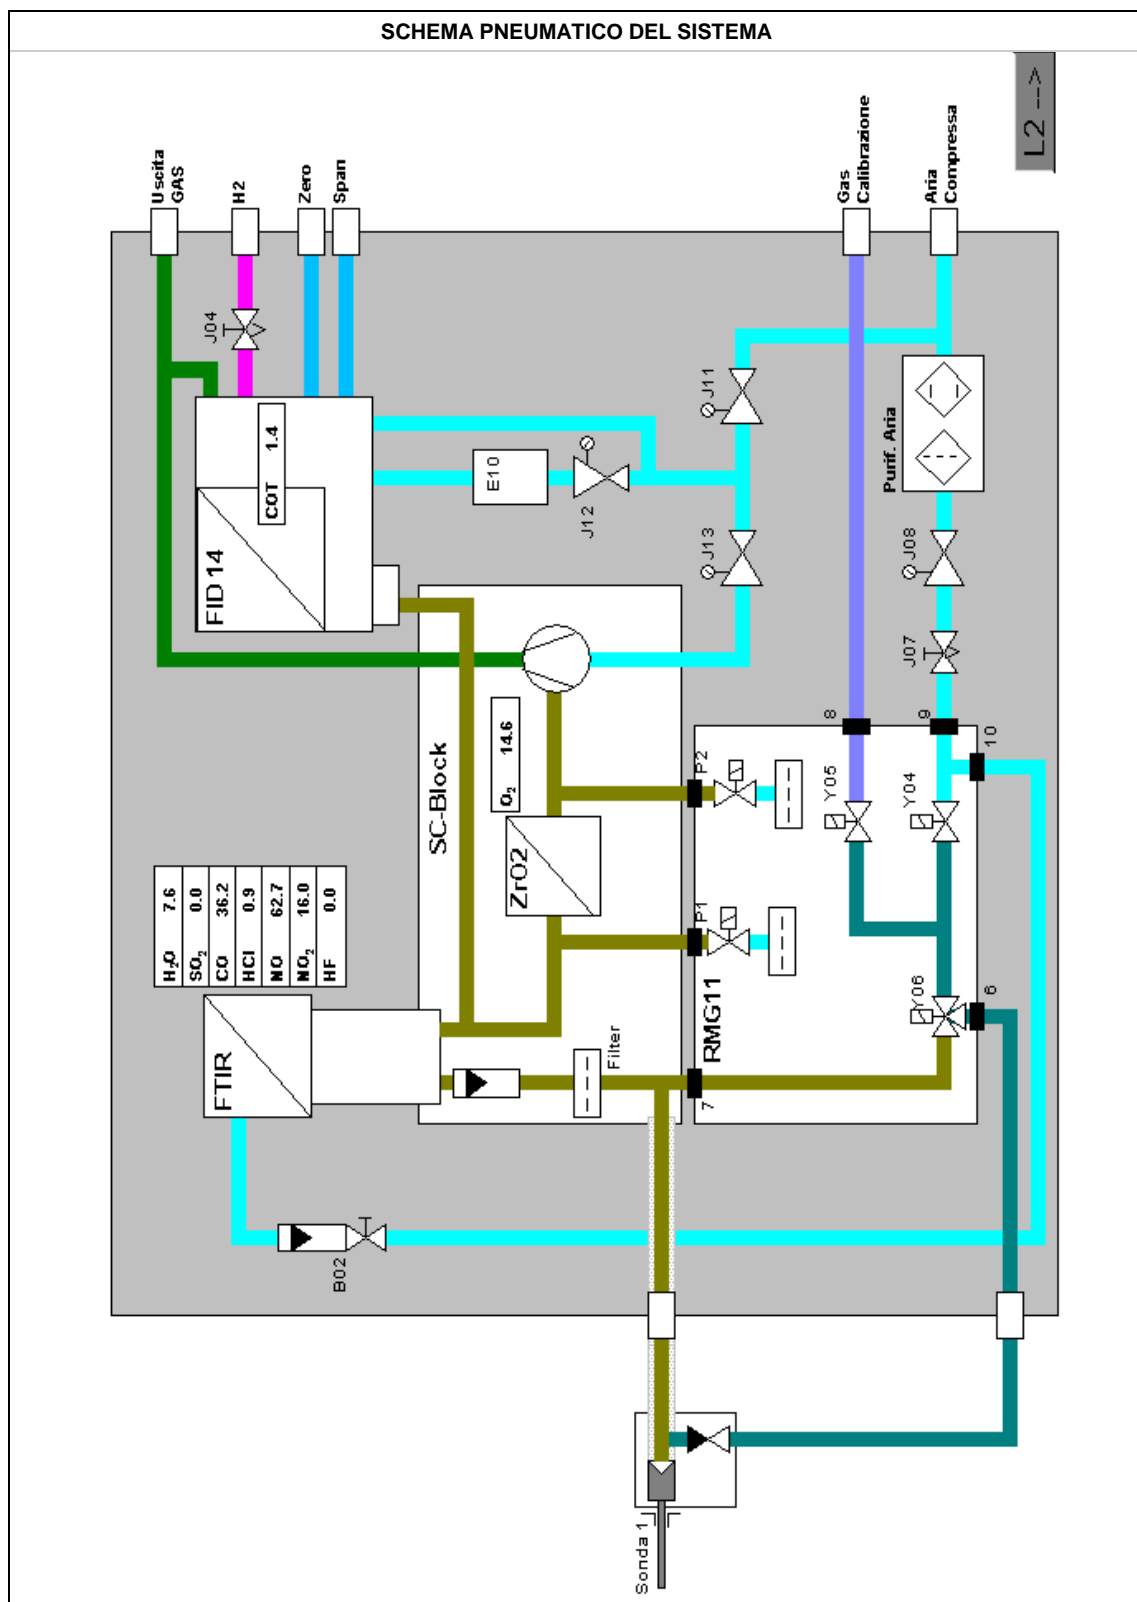 SCHEMA PNEUMATICO DEL SISTEMA
L2 -->
Uscita
GAS
H2
Zero
Span
Gas
Calibrazione
Aria
Compressa
J04
J11
COT 1.4
FID 14
E10
J12
J13
Purif. Aria
J08
J07
SC-Block
O₂ 14.6
ZrO2
P2
P1
8
9
10
Y05
Y04
Y06
6
7
RMG11
H₂O 7.6
SO₂ 0.0
CO 36.2
HCl 0.9
NO 62.7
NO₂ 16.0
HF 0.0
FTIR
Filter
B02
Sonda 1